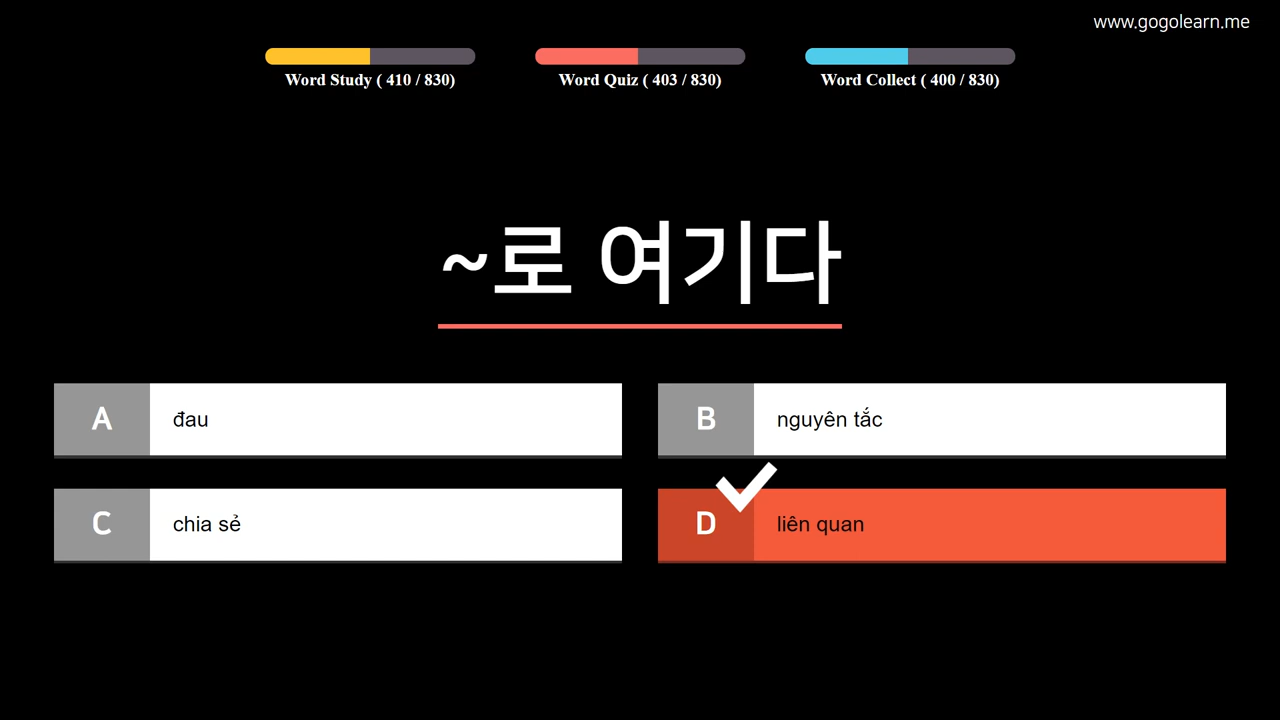 www.gogolearn.me
Word Study ( 410 / 830)
Word Quiz ( 403 / 830)
Word Collect ( 400 / 830)
~로 여기다
A đau
B nguyên tắc
C chia sẻ
D liên quan